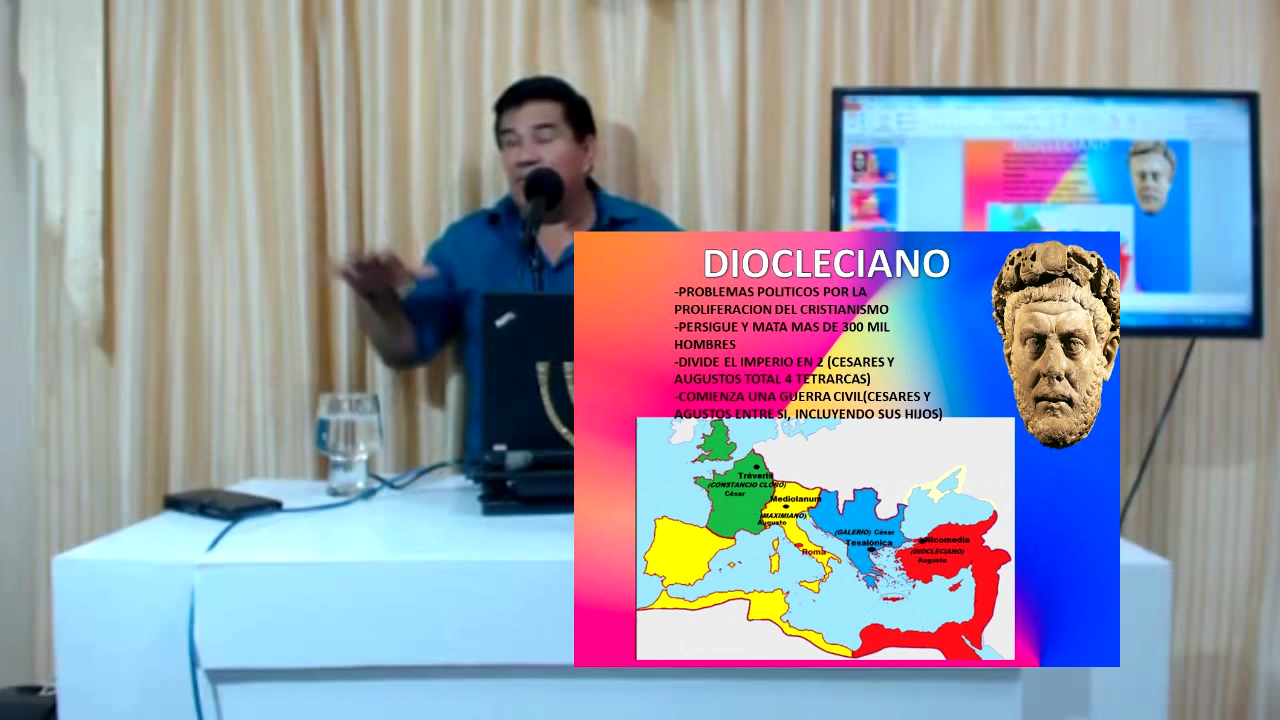 DIOCLECIANO
DIOCLECIANO
-PROBLEMAS POLITICOS POR LA
PROLIFERACION DEL CRISTIANISMO
-PERSIGUE Y MATA MAS DE 300 MIL
HOMBRES
-DIVIDE EL IMPERIO EN 2 (CESARES Y
AUGUSTOS TOTAL 4 TETRARCAS)
-COMIENZA UNA GUERRA CIVIL(CESARES Y
AGUSTOS ENTRE SI, INCLUYENDO SUS HIJOS)
Tréveris
(CONSTANCIO CLORO)
César
Mediolanum
(MAXIMIANO)
Augusto
Roma
(GALERIO) César
Tesalónica
Nicomedia
(DIOCLECIANO)
Augusto